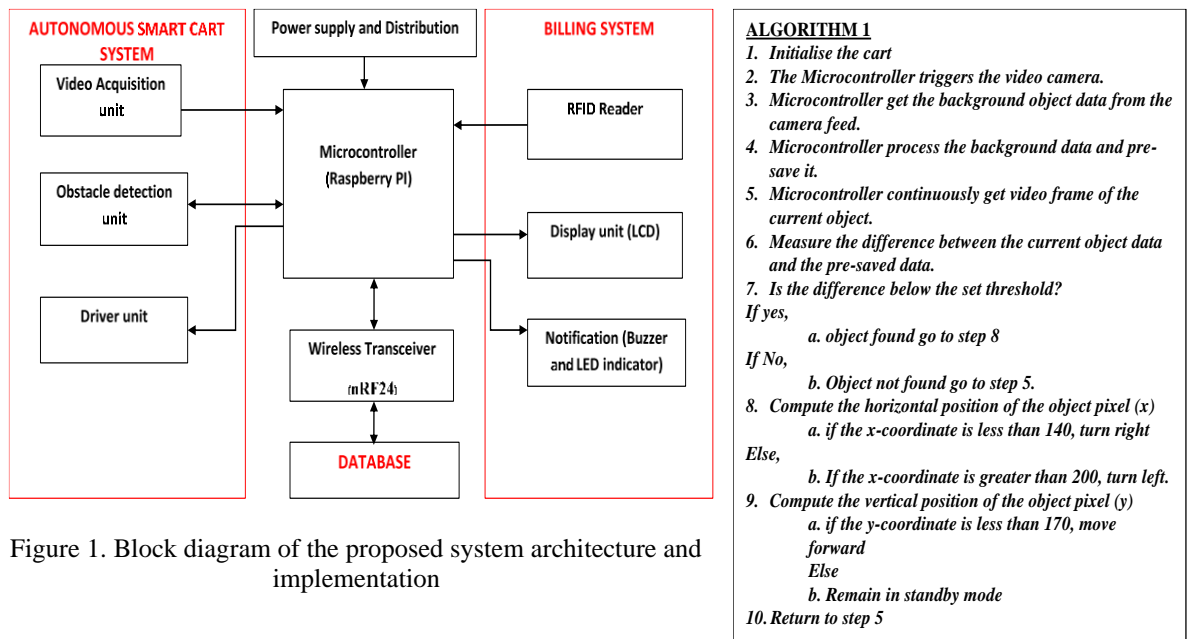 AUTONOMOUS SMART CART
SYSTEM
Video Acquisition
unit
Obstacle detection
unit
Driver unit
Power supply and Distribution
Microcontroller
(Raspberry PI)
Wireless Transceiver
(nRF24)
DATABASE
BILLING SYSTEM
RFID Reader
Display unit (LCD)
Notification (Buzzer
and LED indicator)
Figure 1. Block diagram of the proposed system architecture and
implementation
ALGORITHM 1
1. Initialise the cart
2. The Microcontroller triggers the video camera.
3. Microcontroller get the background object data from the
camera feed.
4. Microcontroller process the background data and pre-
save it.
5. Microcontroller continuously get video frame of the
current object.
6. Measure the difference between the current object data
and the pre-saved data.
7. Is the difference below the set threshold?
If yes,
a. object found go to step 8
If No,
b. Object not found go to step 5.
8. Compute the horizontal position of the object pixel (x)
a. if the x-coordinate is less than 140, turn right
Else,
b. If the x-coordinate is greater than 200, turn left.
9. Compute the vertical position of the object pixel (y)
a. if the y-coordinate is less than 170, move
forward
Else
b. Remain in standby mode
10. Return to step 5